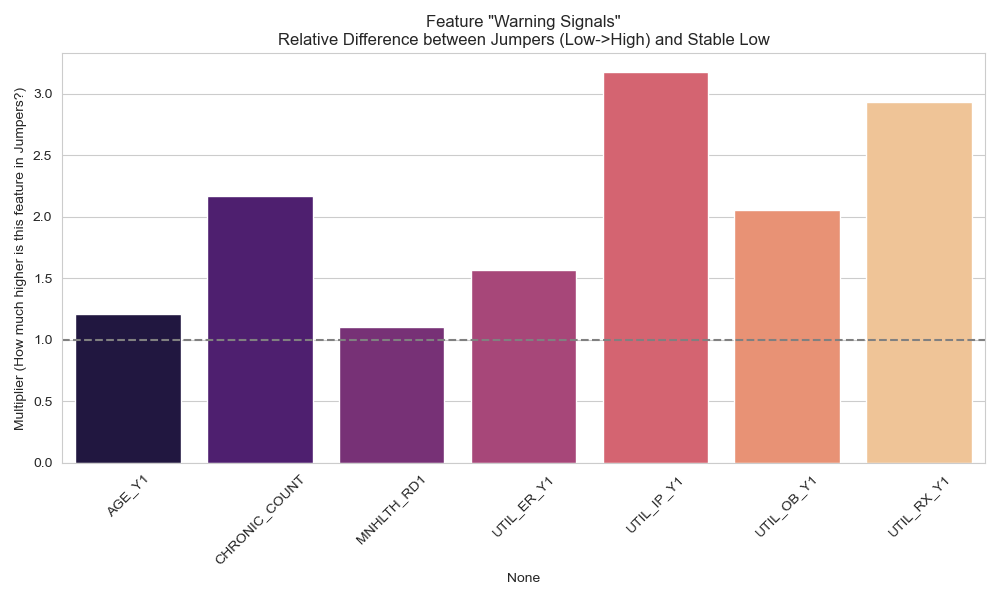 Feature "Warning Signals"
Relative Difference between Jumpers (Low->High) and Stable Low
Multiplier (How much higher is this feature in Jumpers?)
3.0
2.5
2.0
1.5
1.0
0.5
0.0
AGE_Y1
CHRONIC_COUNT
MNHLTH_RD1
UTIL_ER_Y1
UTIL_IP_Y1
UTIL_OB_Y1
UTIL_RX_Y1
None